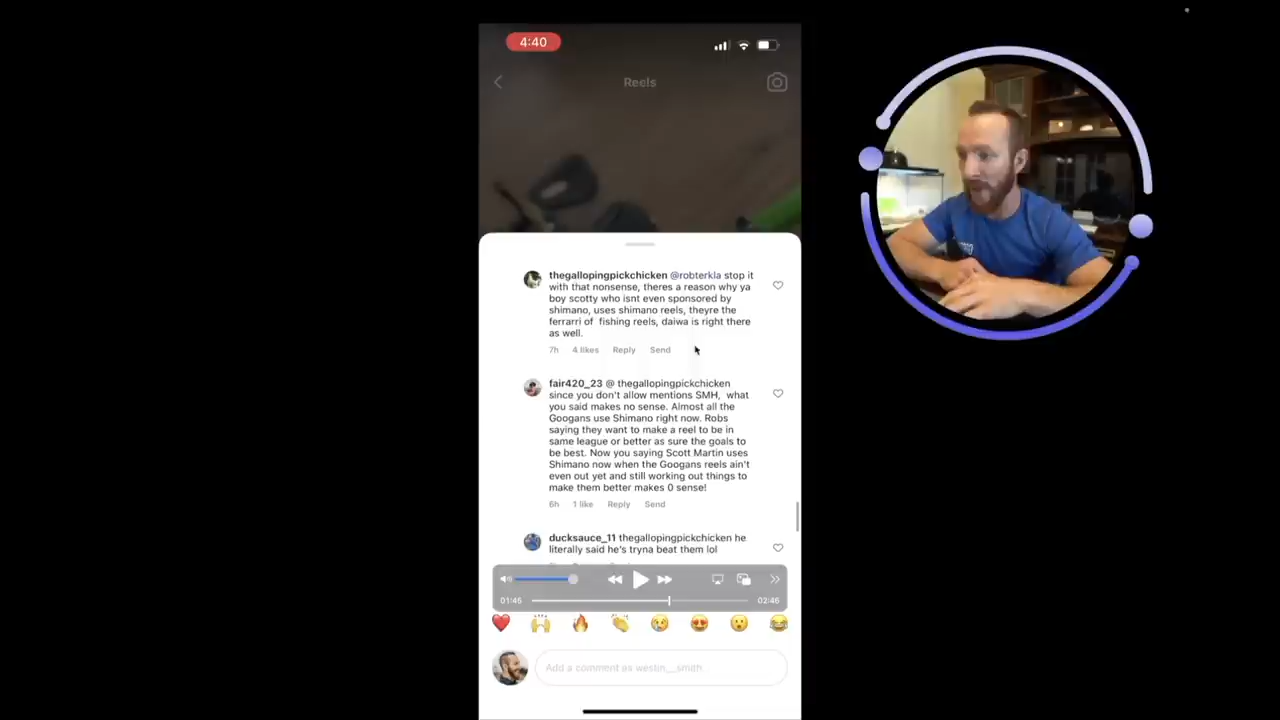 4:40
Reels
thegallopingpickchicken @robterkla stop it
with that nonsense, theres a reason why ya
boy scotty who isnt even sponsored by
shimano, uses shimano reels, theyre the
ferrarri of fishing reels, daiwa is right there
as well.
7h 4 likes Reply Send
fair420_23 @ thegallopingpickchicken
since you don't allow mentions SMH, what
you said makes no sense. Almost all the
Googans use Shimano right now. Robs
saying they want to make a reel to be in
same league or better as sure the goals to
be best. Now you saying Scott Martin uses
Shimano now when the Googans reels ain't
even out yet and still working out things to
make them better makes 0 sense!
6h 1 like Reply Send
ducksauce_11 thegallopingpickchicken he
literally said he's tryna beat them lol
01:45 02:46
Add a comment as westin__smith